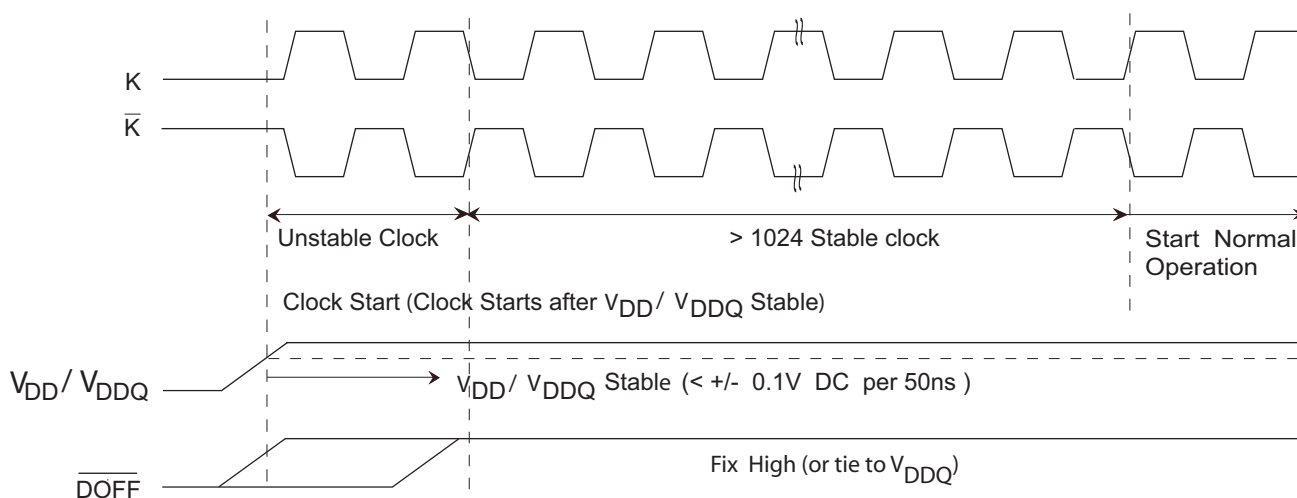 K
K̅
Unstable Clock
> 1024 Stable clock
Start Normal
Operation
Clock Start (Clock Starts after VDD / VDDQ Stable)
VDD / VDDQ
VDD / VDDQ Stable (< +/- 0.1V DC per 50ns )
Fix High (or tie to VDDQ)
DOFF